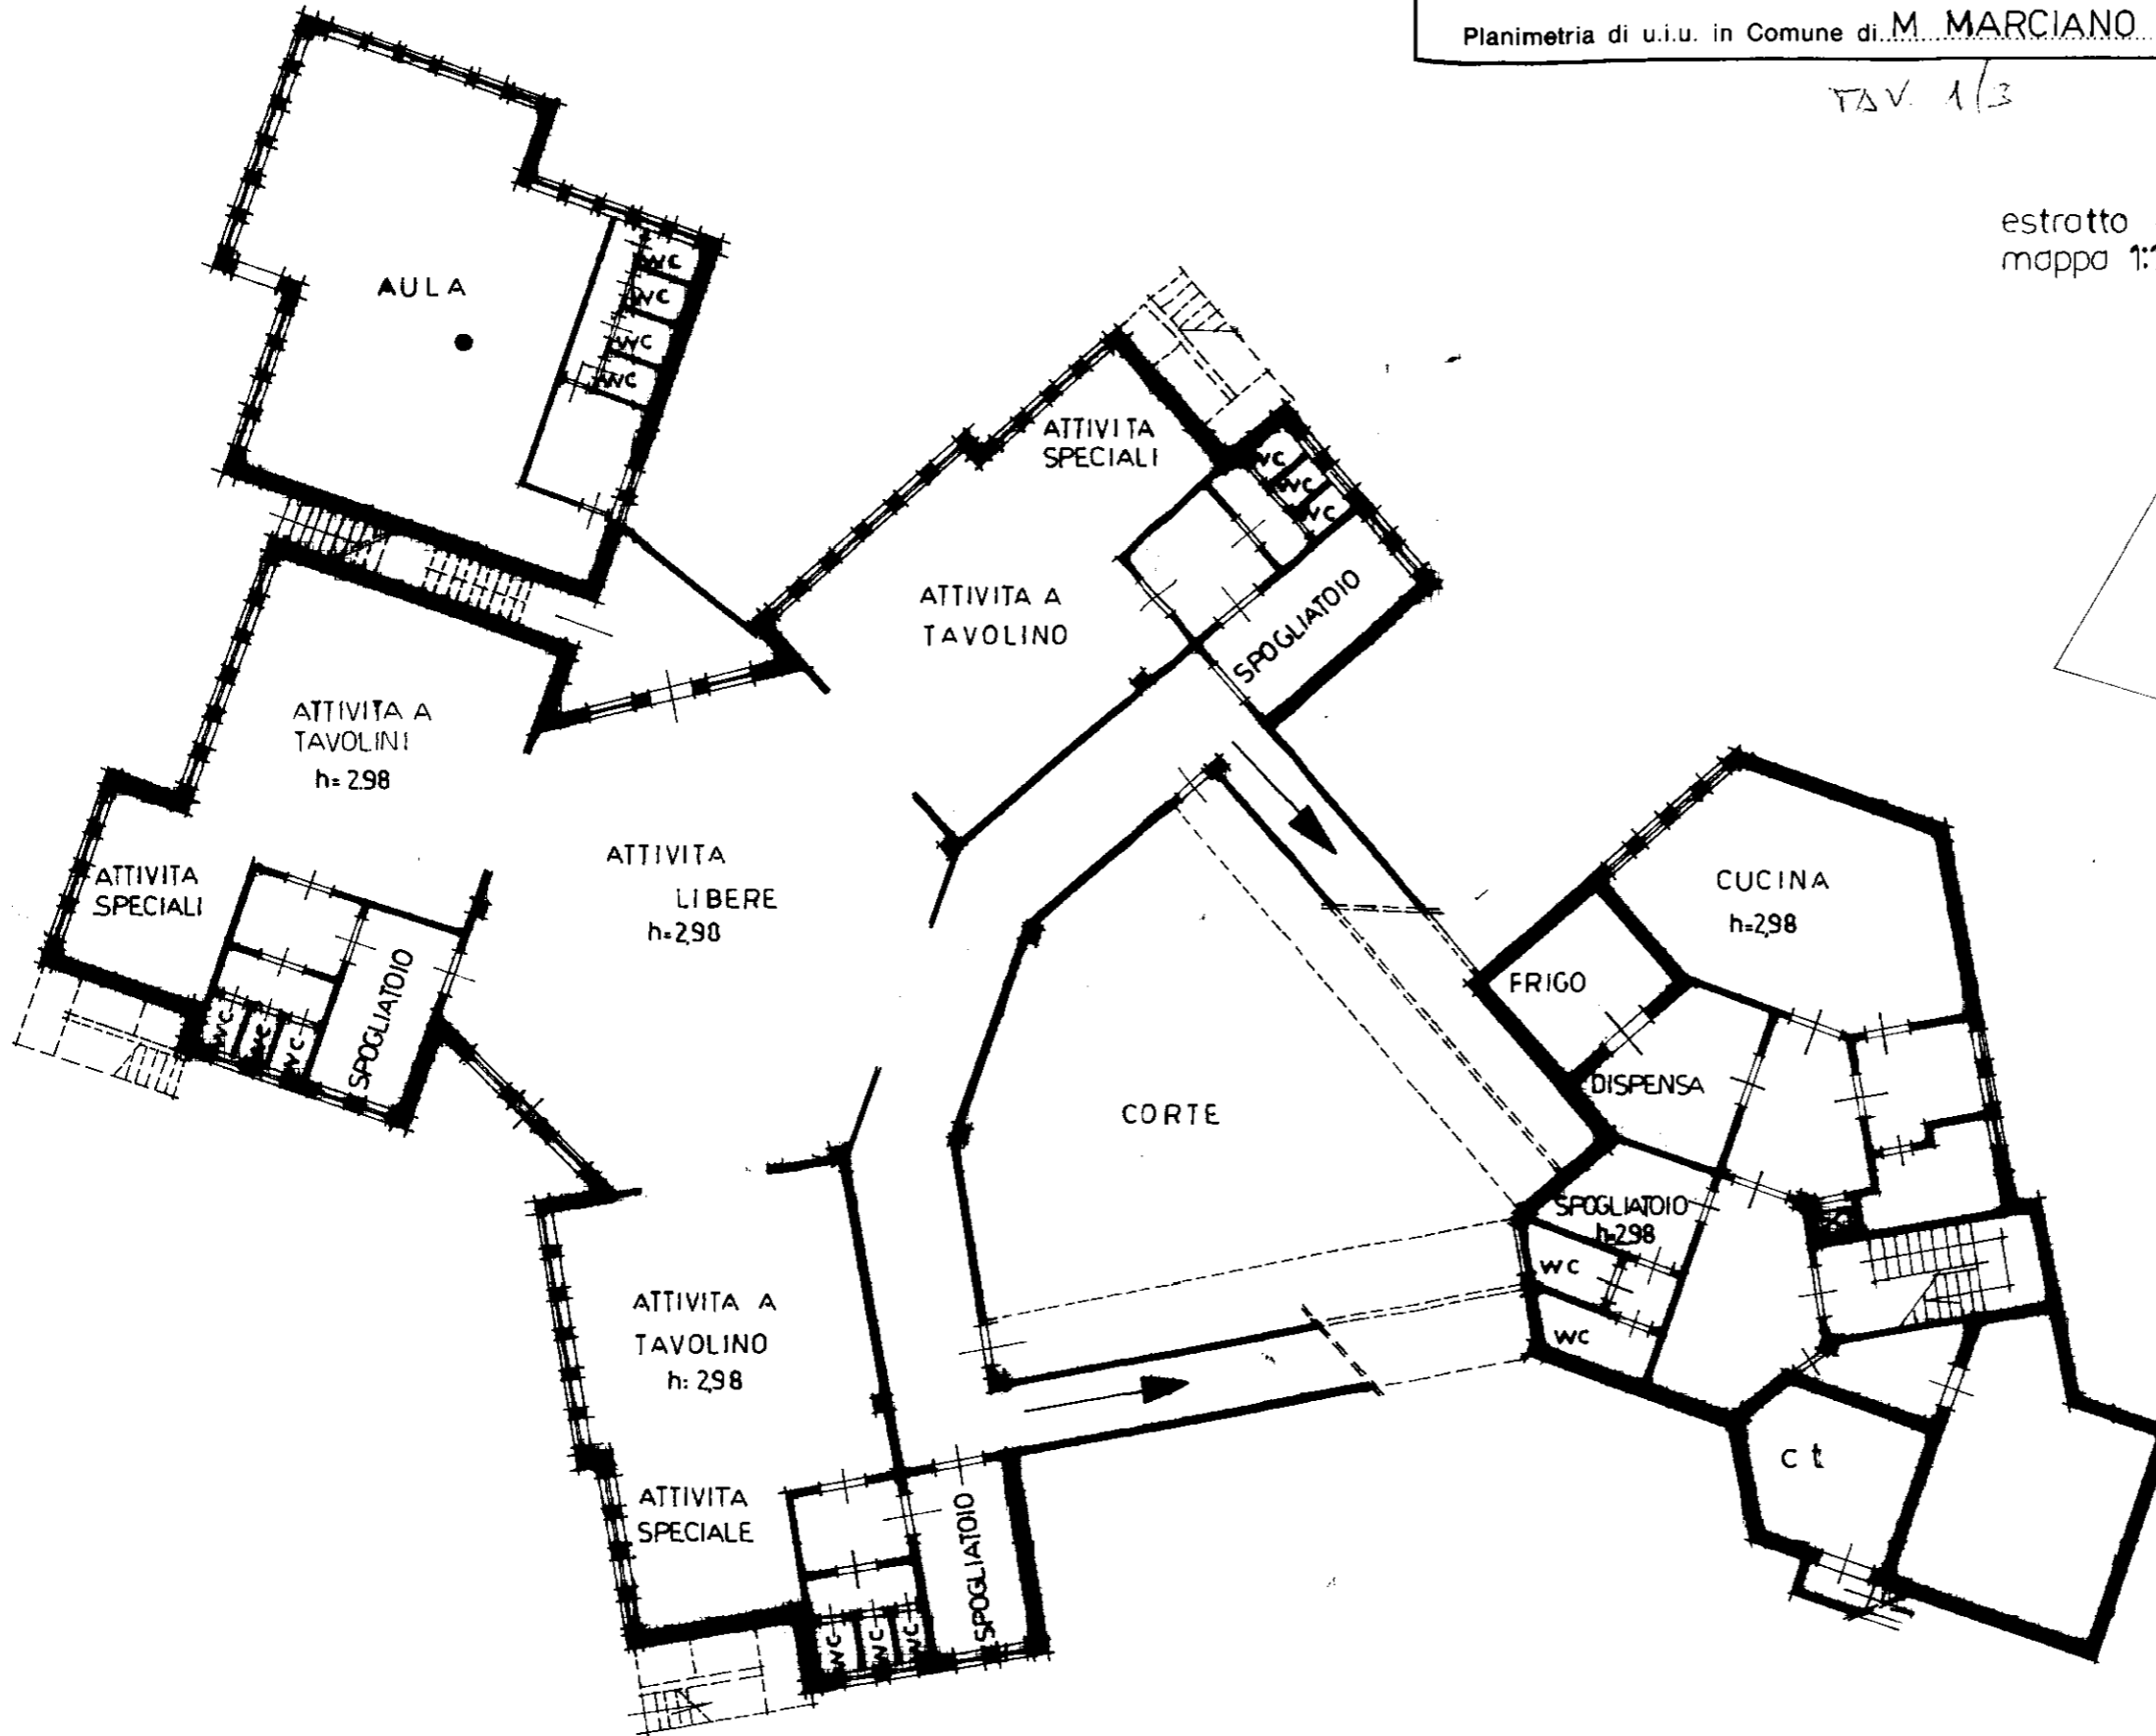 Planimetria di u.i.u. in Comune di M. MARCIANO
TAV. 1/3
estratto
mappa 1:
AULA
WC
WC
WC
WC
ATTIVITA
SPECIALI
WC
WC
WC
ATTIVITA A
TAVOLINO
SPOGLIATOIO
ATTIVITA A
TAVOLINI
h= 2.98
ATTIVITA
SPECIALI
ATTIVITA
LIBERE
h=2,98
SPOGLIATOIO
WC
WC
WC
CUCINA
h=2,98
FRIGO
DISPENSA
CORTE
SPOGLIATOIO
h=2.98
WC
WC
ATTIVITA A
TAVOLINO
h: 2,98
ct
ATTIVITA
SPECIALE
SPOGLIATOIO
WC
WC
WC